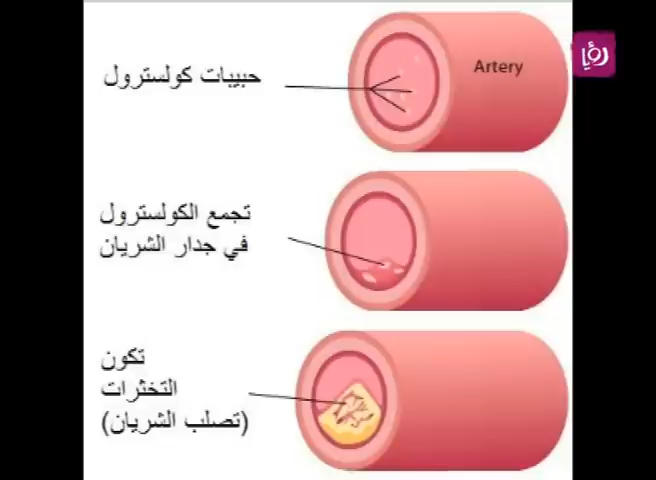 رؤيا
Artery
حبيبات كولسترول
تجمع الكولسترول
في جدار الشريان
تكون
التخثرات
(تصلب الشريان)